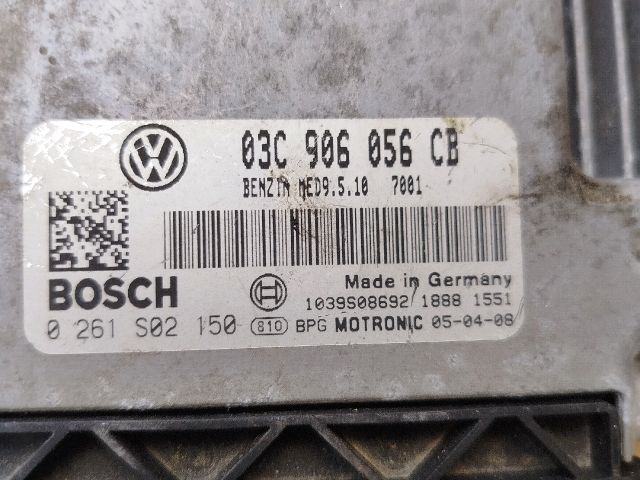 03C 906 056 CB
BENZIN MED9.5.10 7001
BOSCH
Made in Germany
1039S08692 1888 1551
0 261 S02 150 810 BPG MOTRONIC 05-04-08